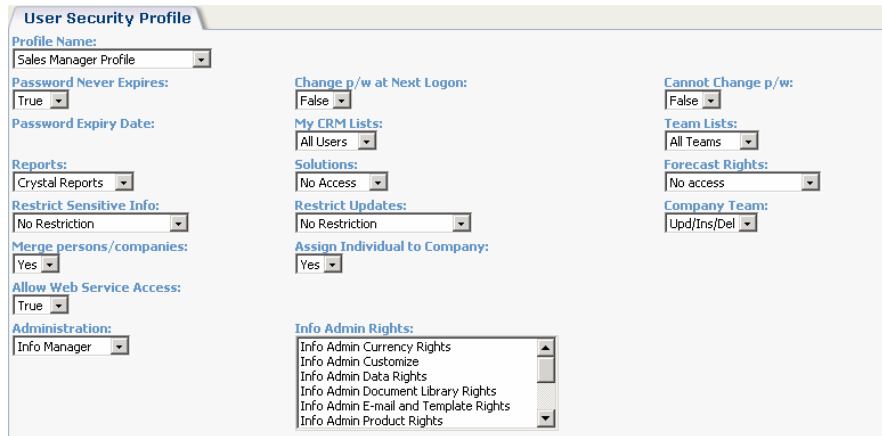 User Security Profile
Profile Name:
Sales Manager Profile
Password Never Expires: Change p/w at Next Logon: Cannot Change p/w:
True False False
Password Expiry Date: My CRM Lists: Team Lists:
All Users All Teams
Reports: Solutions: Forecast Rights:
Crystal Reports No Access No access
Restrict Sensitive Info: Restrict Updates: Company Team:
No Restriction No Restriction Upd/Ins/Del
Merge persons/companies: Assign Individual to Company:
Yes Yes
Allow Web Service Access:
True
Administration: Info Admin Rights:
Info Manager Info Admin Currency Rights
Info Admin Customize
Info Admin Data Rights
Info Admin Document Library Rights
Info Admin E-mail and Template Rights
Info Admin Product Rights